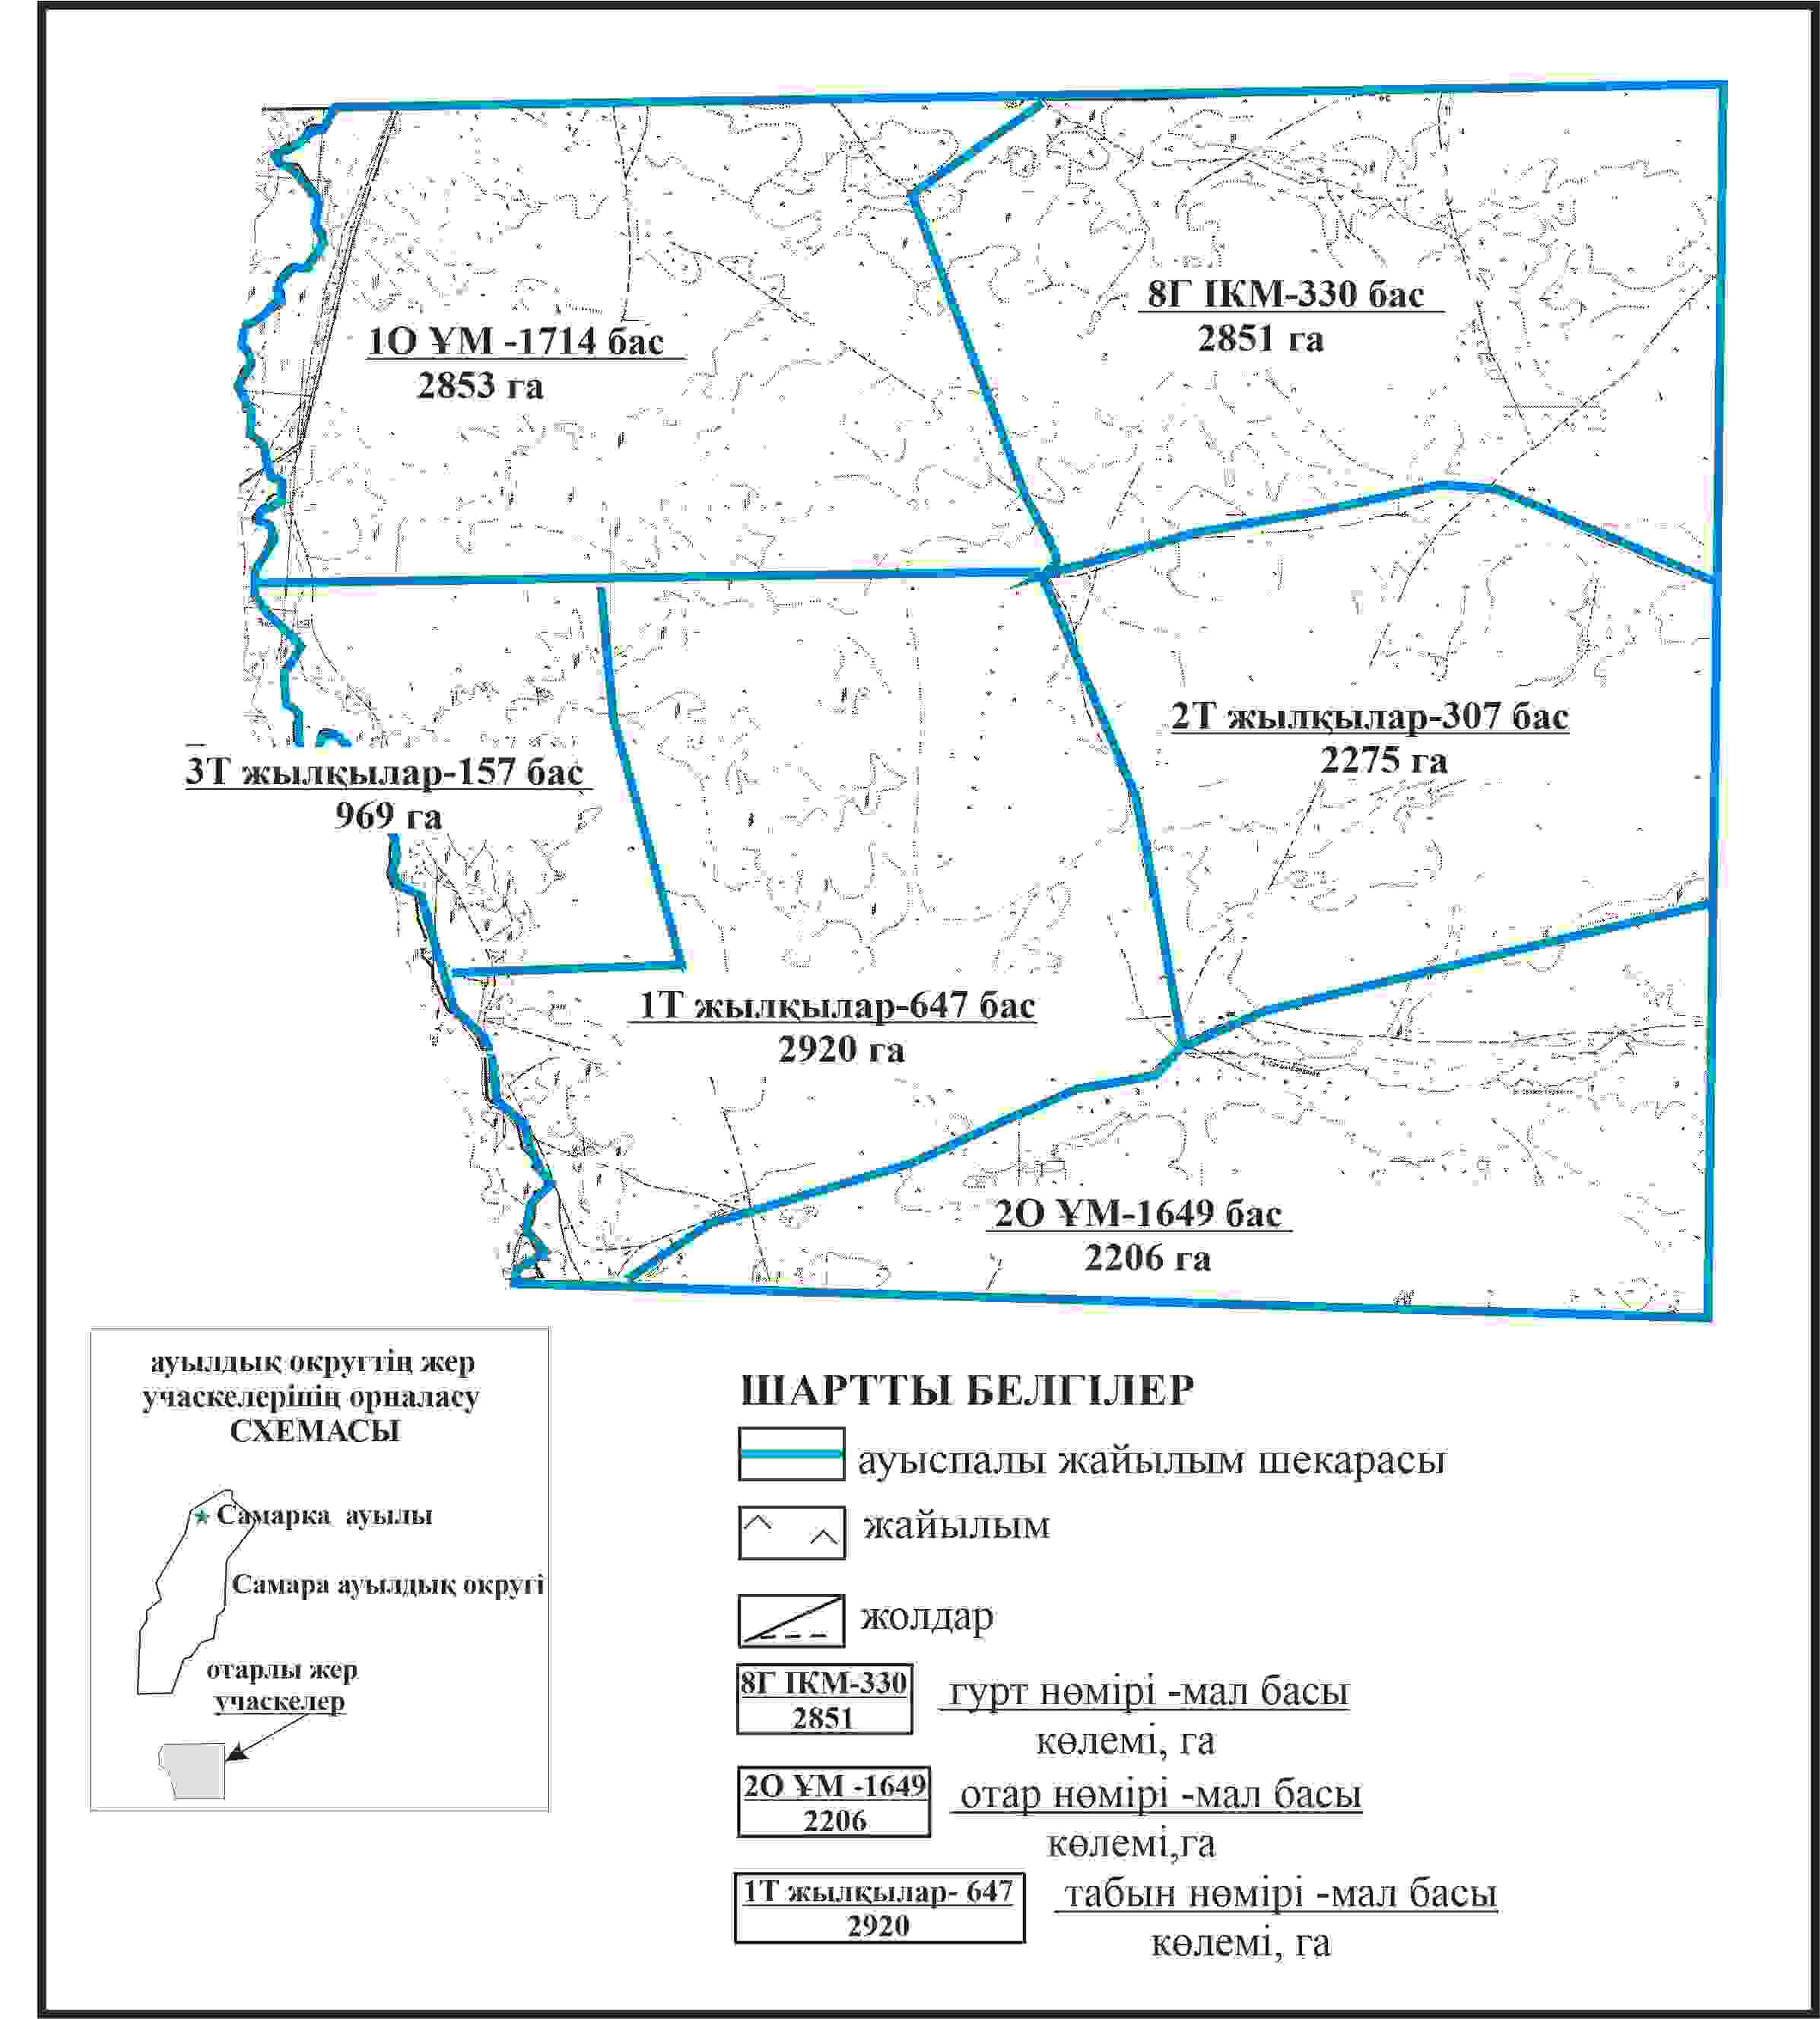 8Г ІКМ-330 бас
2851 га
1О ҰМ -1714 бас
2853 га
2Т жылқылар-307 бас
2275 га
3Т жылқылар-157 бас
969 га
1Т жылқылар-647 бас
2920 га
2О ҰМ-1649 бас
2206 га
ауылдық округтің жер
учаскелерінің орналасу
СХЕМАСЫ
Самарка ауылы
Самара ауылдық округі
отарлы жер
учаскелер
ШАРТТЫ БЕЛГІЛЕР
ауыспалы жайылым шекарасы
жайылым
жолдар
8Г ІКМ-330
2851
гурт нөмірі -мал басы
көлемі, га
2О ҰМ -1649
2206
отар нөмірі -мал басы
көлемі,га
1Т жылқылар- 647
2920
табын нөмірі -мал басы
көлемі, га